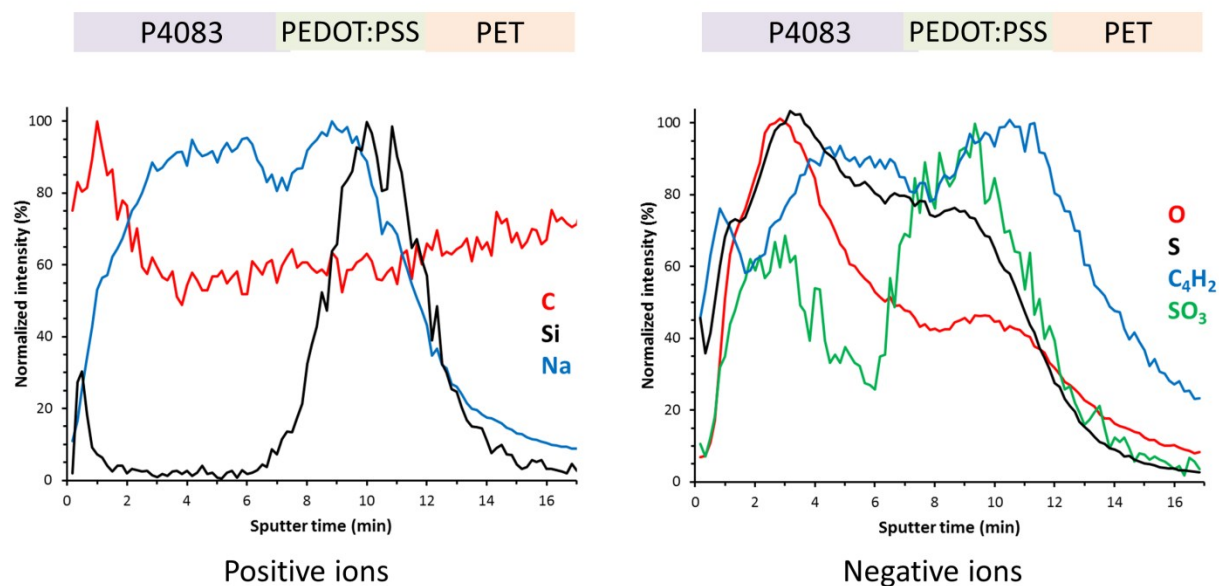 P4083 PEDOT:PSS PET
100
80
60
40
20
0
Normalized intensity (%)
C
Si
Na
0 2 4 6 8 10 12 14 16
Sputter time (min)
Positive ions
P4083 PEDOT:PSS PET
100
80
60
40
20
0
Normalized intensity (%)
O
S
C₄H₂
SO₃
0 2 4 6 8 10 12 14 16
Sputter time (min)
Negative ions